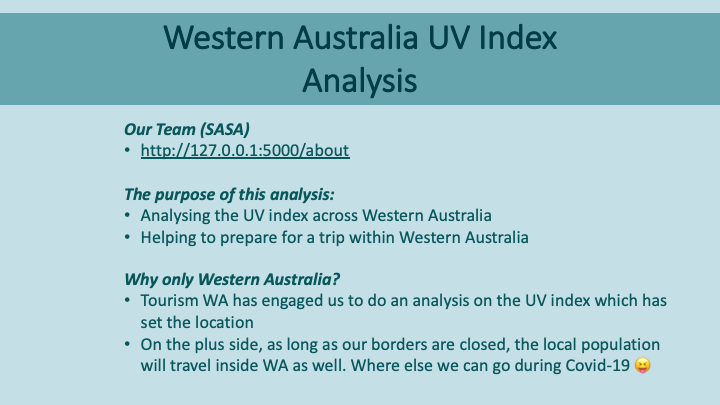 Western Australia UV Index
Analysis
Our Team (SASA)
• http://127.0.0.1:5000/about
The purpose of this analysis:
• Analysing the UV index across Western Australia
• Helping to prepare for a trip within Western Australia
Why only Western Australia?
• Tourism WA has engaged us to do an analysis on the UV index which has
set the location
• On the plus side, as long as our borders are closed, the local population
will travel inside WA as well. Where else we can go during Covid-19 😝